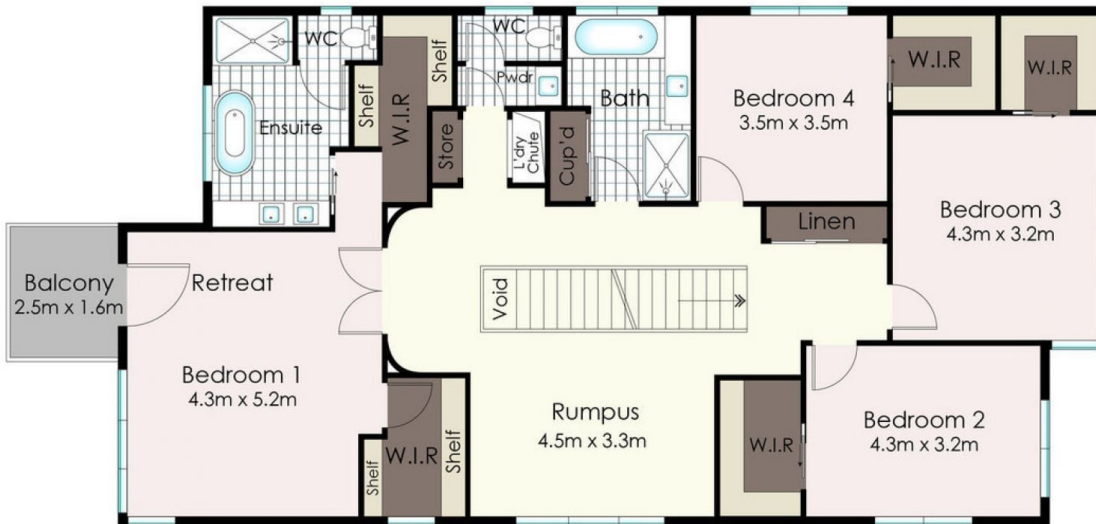 WC
Shelf
Shelf
W.I.R
Ensuite
WC
Pwdr
Store
L'dry
Chute
Bath
Cup'd
Bedroom 4
3.5m x 3.5m
W.I.R
W.I.R
Bedroom 3
4.3m x 3.2m
Linen
Balcony
2.5m x 1.6m
Retreat
Void
Bedroom 1
4.3m x 5.2m
Shelf
W.I.R
Shelf
Rumpus
4.5m x 3.3m
W.I.R
Bedroom 2
4.3m x 3.2m